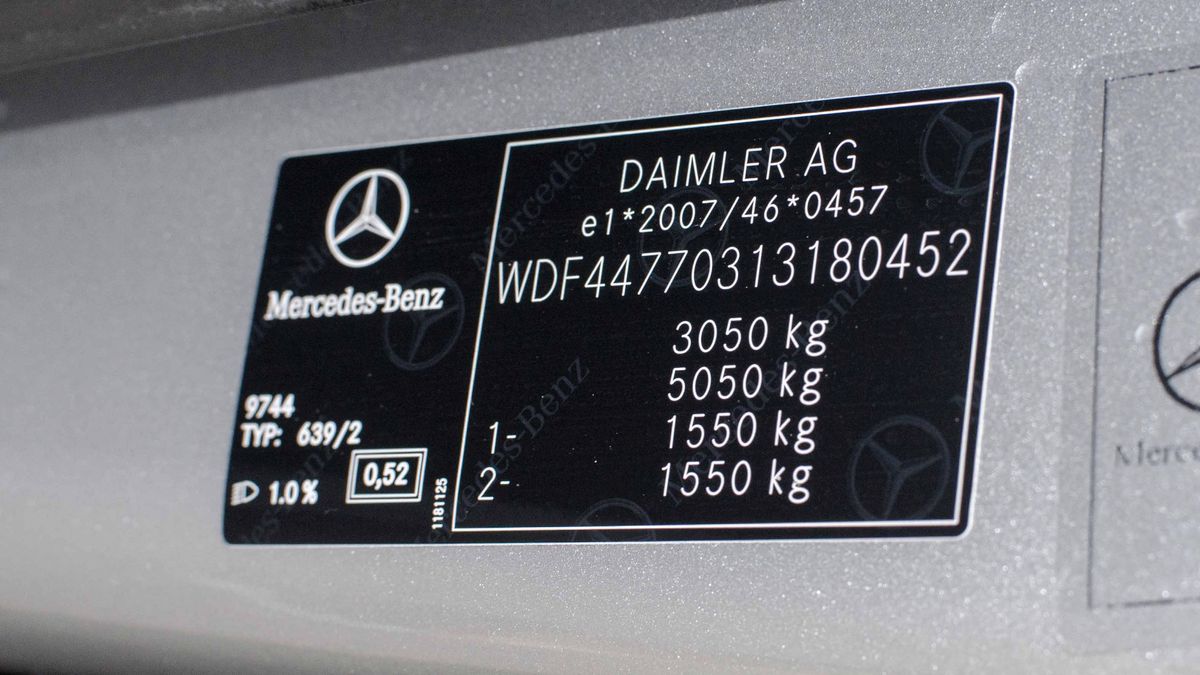 Mercedes-Benz
9744
TYP: 639/2
1.0%
0,52
1181125
DAIMLER AG
e1*2007/46*0457
WDF44770313180452
3050 kg
5050 kg
1- 1550 kg
2- 1550 kg